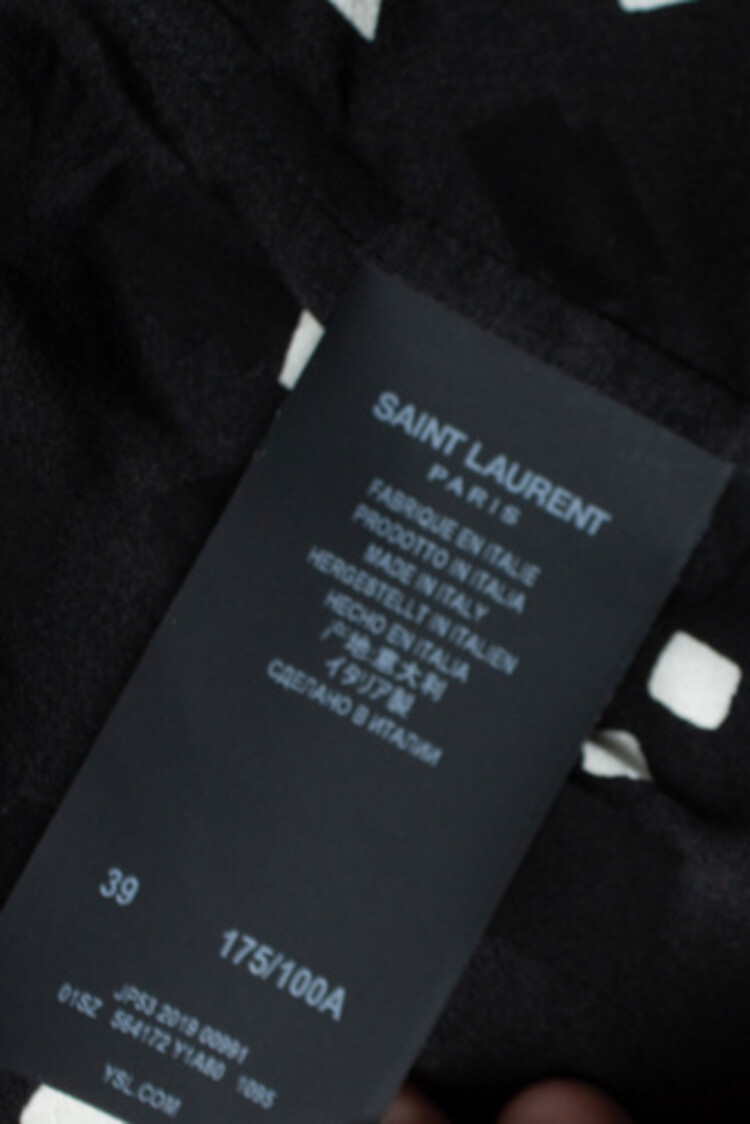 SAINT LAURENT
PARIS
FABRIQUE EN ITALIE
PRODOTTO IN ITALIA
MADE IN ITALY
HERGESTELLT IN ITALIEN
HECHO EN ITALIA
产地:意大利
イタリア製
СДЕЛАНО В ИТАЛИИ
39
175/100A
JP53 2019 00991
01SZ 564172 Y1A80 1095
YSL.COM